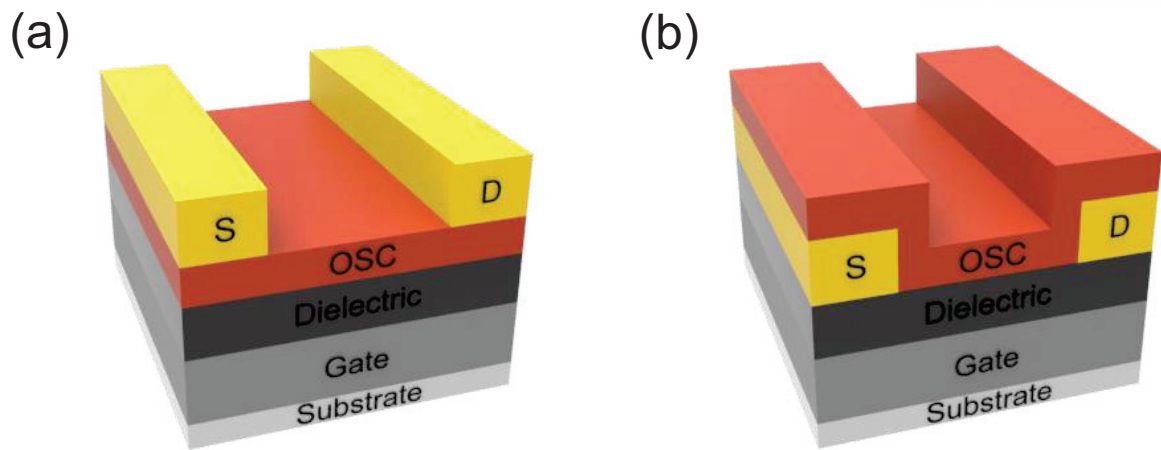 (a)
S
D
OSC
Dielectric
Gate
Substrate
(b)
S
D
OSC
Dielectric
Gate
Substrate